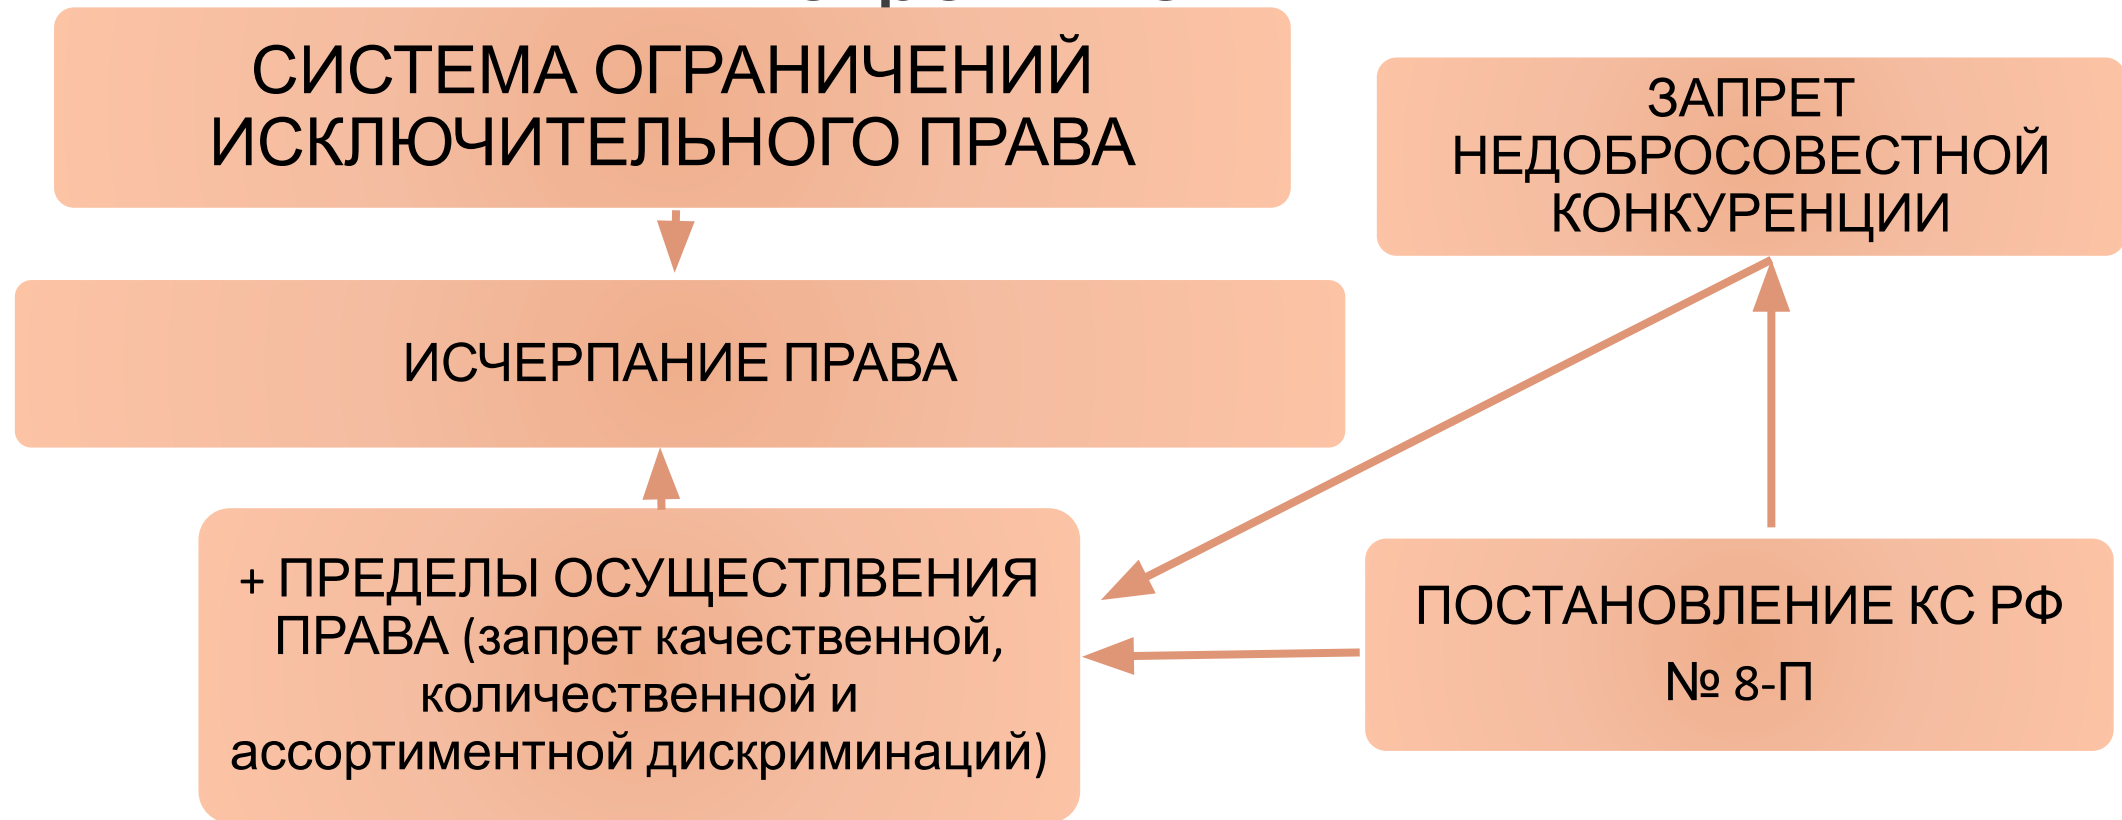 СИСТЕМА ОГРАНИЧЕНИЙ
ИСКЛЮЧИТЕЛЬНОГО ПРАВА
ЗАПРЕТ
НЕДОБРОСОВЕСТНОЙ
КОНКУРЕНЦИИ
ИСЧЕРПАНИЕ ПРАВА
+ ПРЕДЕЛЫ ОСУЩЕСТЛВЕНИЯ
ПРАВА (запрет качественной,
количественной и
ассортиментной дискриминаций)
ПОСТАНОВЛЕНИЕ КС РФ
№ 8-П